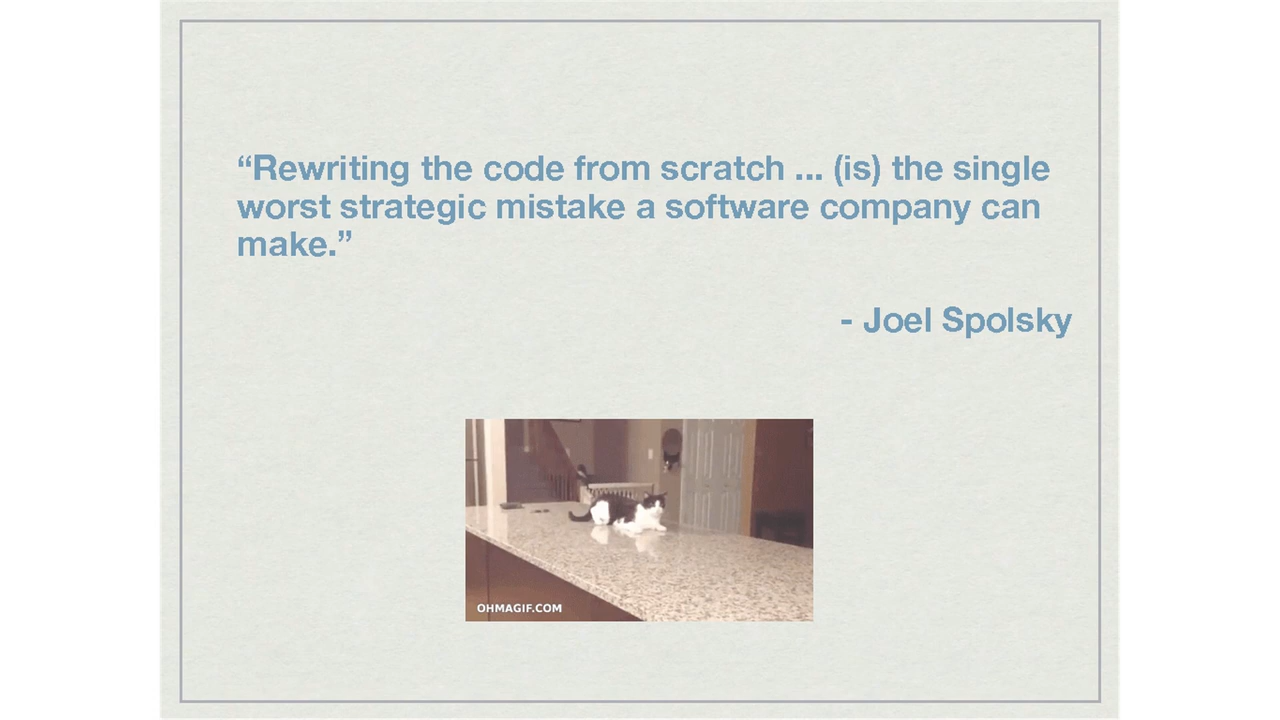 “Rewriting the code from scratch ... (is) the single
worst strategic mistake a software company can
make.”
- Joel Spolsky
OHMAGIF.COM